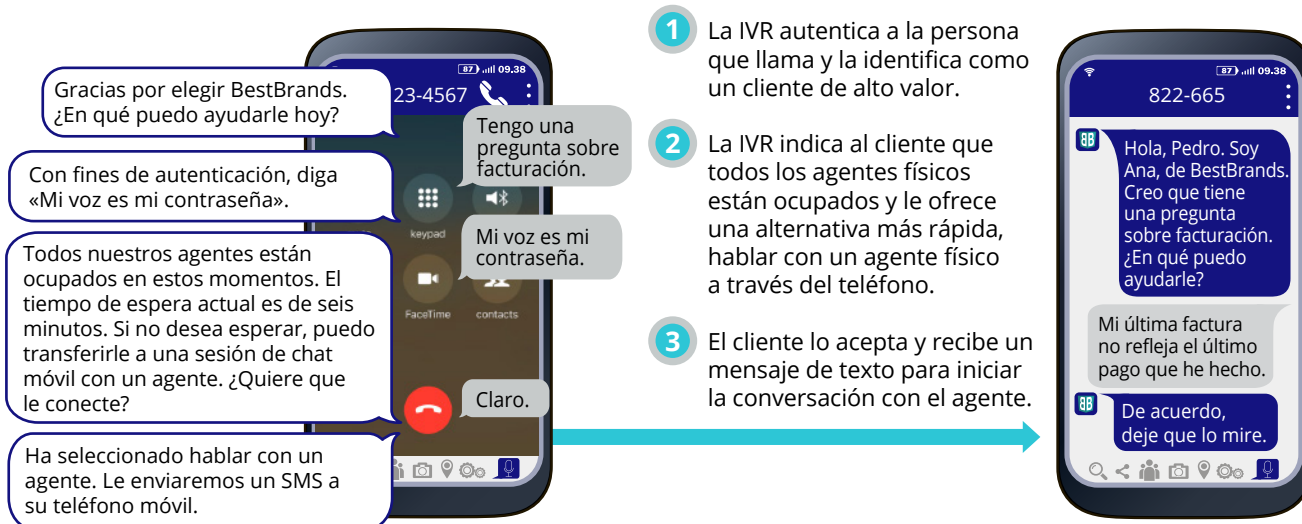 87 09.38
23-4567
Gracias por elegir BestBrands.
¿En qué puedo ayudarle hoy?
Tengo una
pregunta sobre
facturación.
Con fines de autenticación, diga
«Mi voz es mi contraseña».
keypad
Mi voz es mi
contraseña.
Todos nuestros agentes están
ocupados en estos momentos. El
tiempo de espera actual es de seis
minutos. Si no desea esperar, puedo
transferirle a una sesión de chat
móvil con un agente. ¿Quiere que
le conecte?
FaceTime
contacts
Claro.
Ha seleccionado hablar con un
agente. Le enviaremos un SMS a
su teléfono móvil.
1
La IVR autentica a la persona
que llama y la identifica como
un cliente de alto valor.
2
La IVR indica al cliente que
todos los agentes físicos
están ocupados y le ofrece
una alternativa más rápida,
hablar con un agente físico
a través del teléfono.
3
El cliente lo acepta y recibe un
mensaje de texto para iniciar
la conversación con el agente.
87 09.38
822-665
BB
Hola, Pedro. Soy
Ana, de BestBrands.
Creo que tiene
una pregunta
sobre facturación.
¿En qué puedo
ayudarle?
Mi última factura
no refleja el último
pago que he hecho.
BB
De acuerdo,
deje que lo mire.